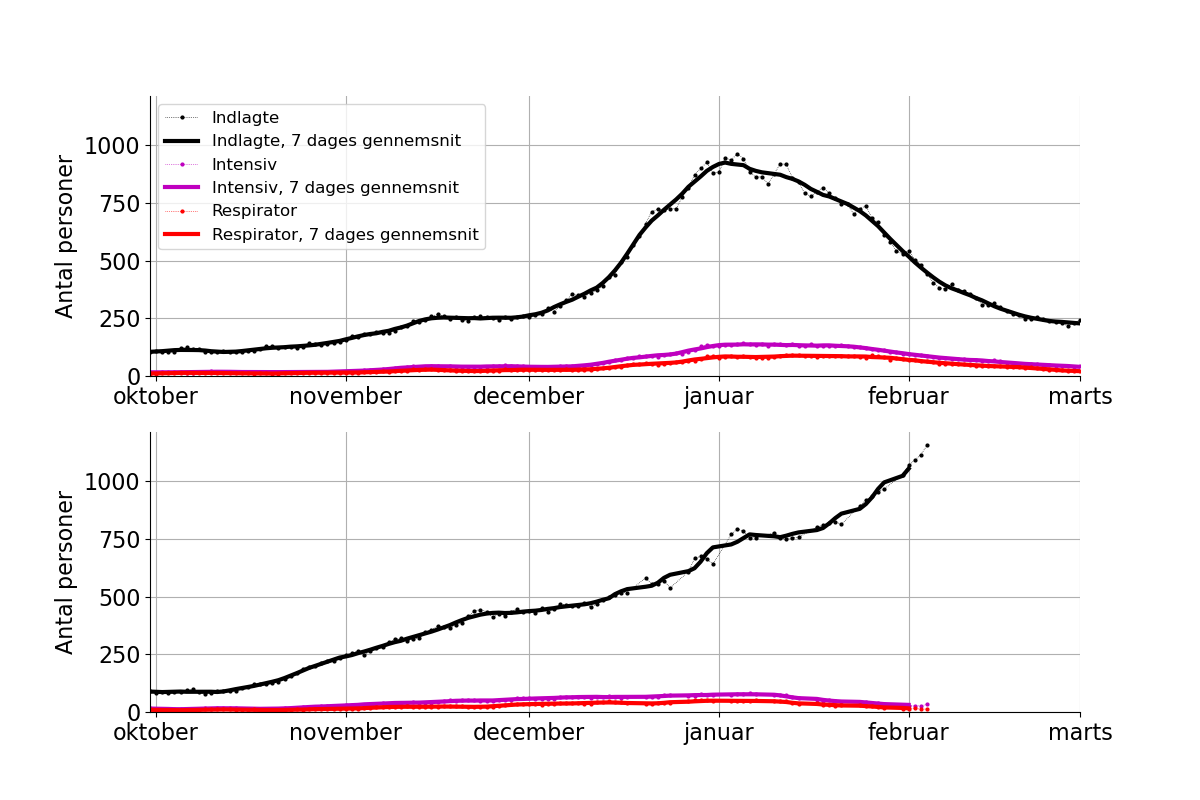 Antal personer
1000
750
500
250
0
Indlagte
Indlagte, 7 dages gennemsnit
Intensiv
Intensiv, 7 dages gennemsnit
Respirator
Respirator, 7 dages gennemsnit
oktober november december januar februar marts
Antal personer
1000
750
500
250
0
oktober november december januar februar marts